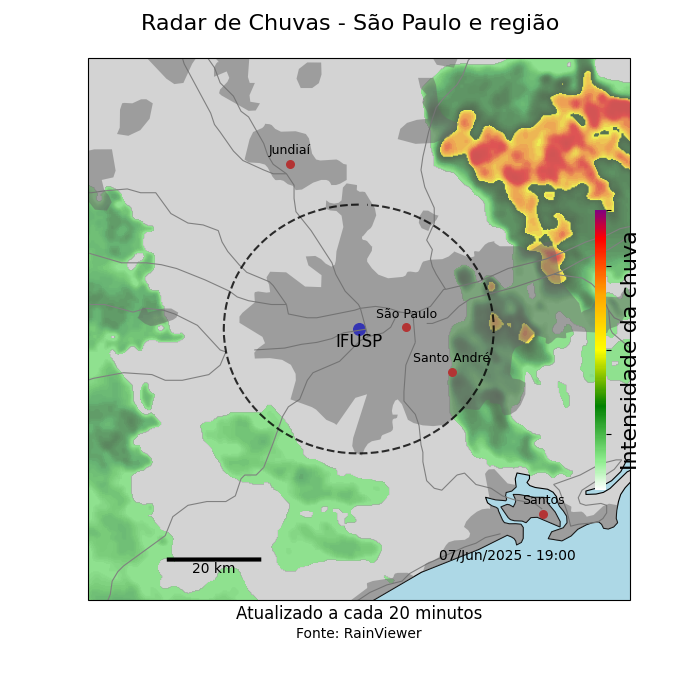 Radar de Chuvas - São Paulo e região
Jundiaí
São Paulo
IFUSP
Santo André
Intensidade da chuva
Santos
07/Jun/2025 - 19:00
20 km
Atualizado a cada 20 minutos
Fonte: RainViewer